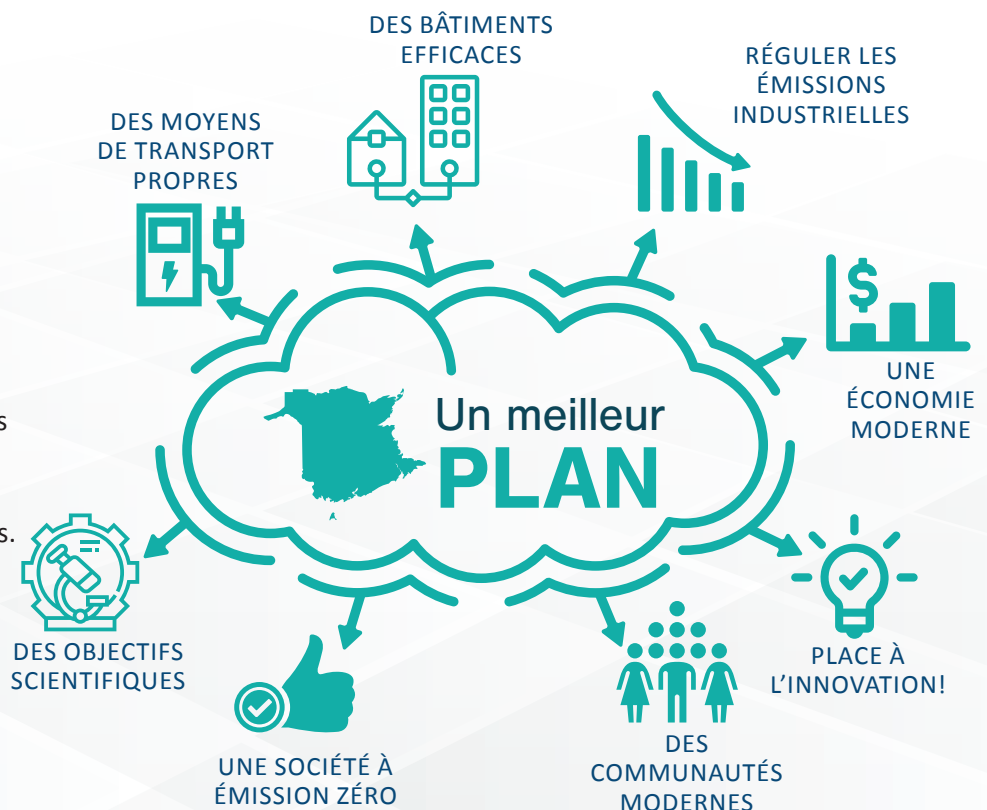 DES BÂTIMENTS
EFFICACES
RÉGULER LES
ÉMISSIONS
INDUSTRIELLES
DES MOYENS
DE TRANSPORT
PROPRES
$
UNE
ÉCONOMIE
MODERNE
Un meilleur
PLAN
s
s.
DES OBJECTIFS
SCIENTIFIQUES
PLACE À
L'INNOVATION!
UNE SOCIÉTÉ À
ÉMISSION ZÉRO
DES
COMMUNAUTÉS
MODERNES